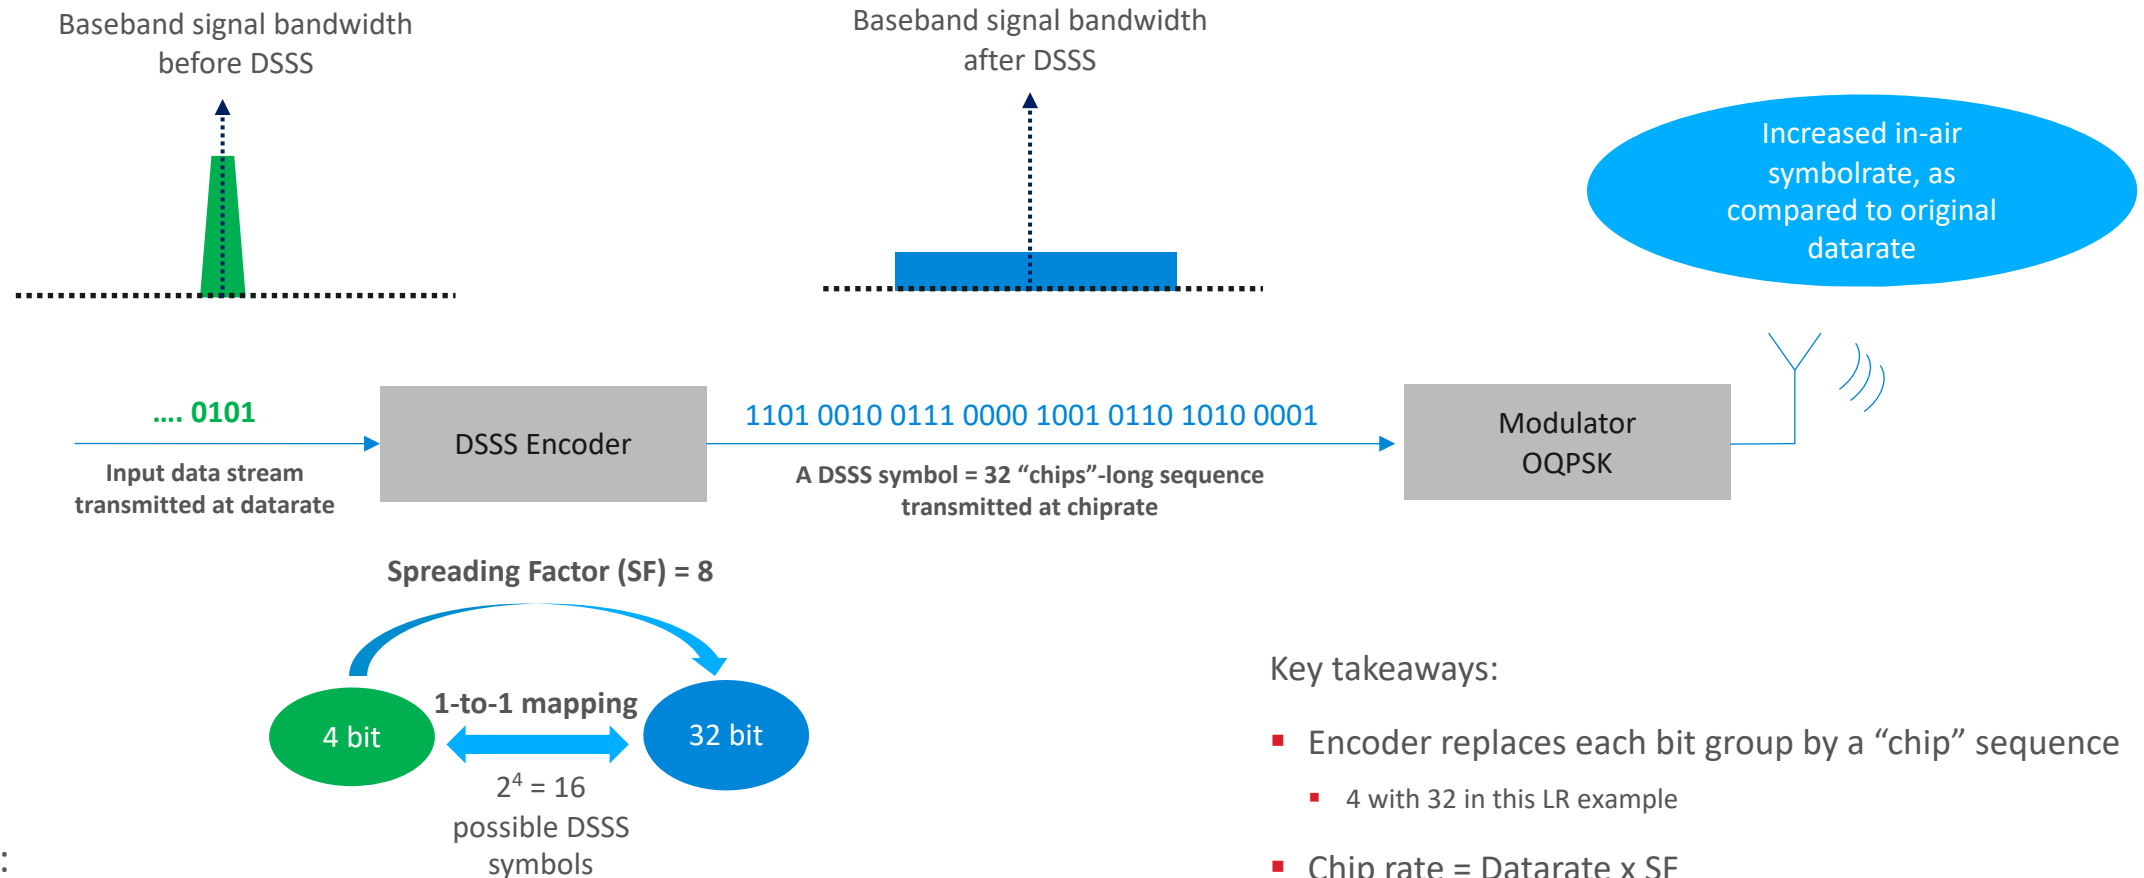 Baseband signal bandwidth
before DSSS
Baseband signal bandwidth
after DSSS
Increased in-air
symbolrate, as
compared to original
datarate
.... 0101
Input data stream
transmitted at datarate
DSSS Encoder
1101 0010 0111 0000 1001 0110 1010 0001
A DSSS symbol = 32 “chips”-long sequence
transmitted at chiprate
Modulator
OQPSK
Spreading Factor (SF) = 8
4 bit
1-to-1 mapping
32 bit
2⁴ = 16
possible DSSS
symbols
:
Key takeaways:
▪ Encoder replaces each bit group by a “chip” sequence
▪ 4 with 32 in this LR example
▪ Chip rate = Datarate x SF